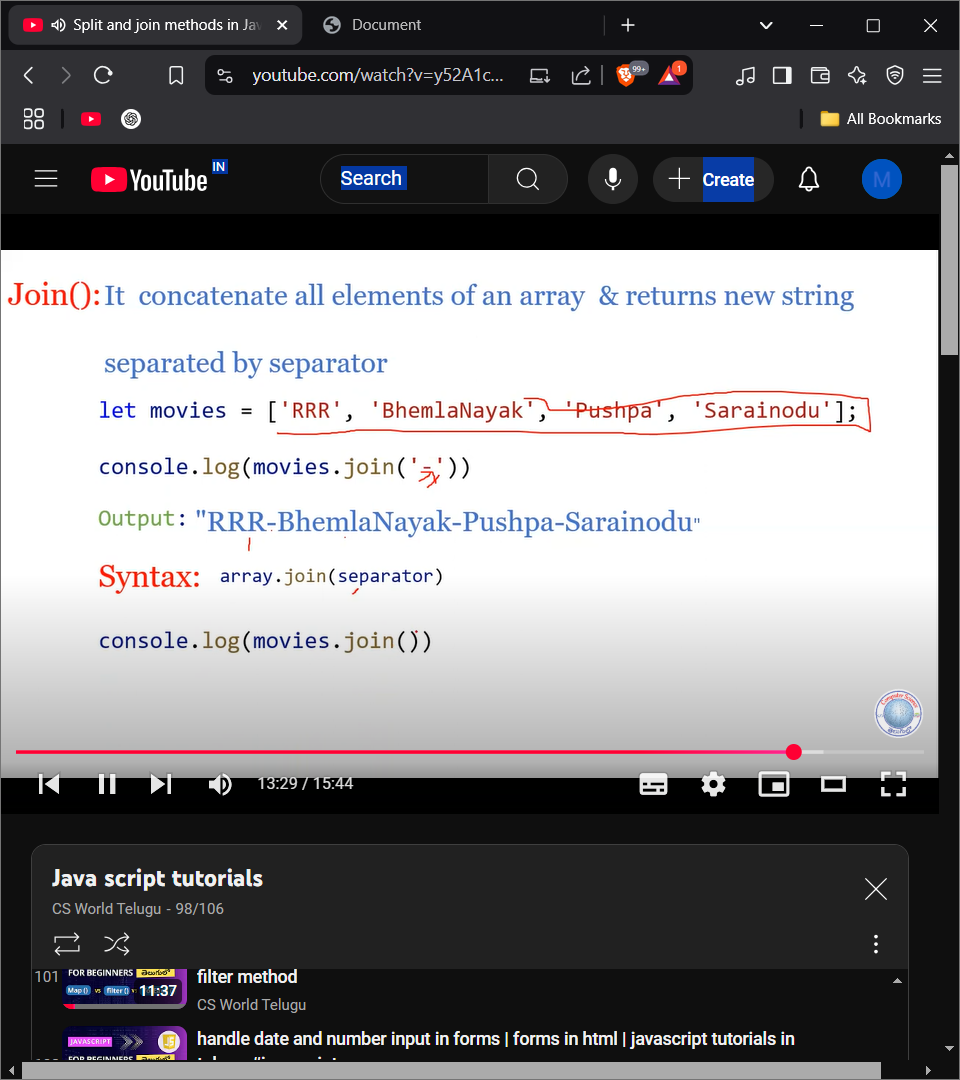 Split and join methods in Jav
Document
youtube.com/watch?v=y52A1c...
99+
1
All Bookmarks
YouTube IN
Search
Create
M
Join(): It concatenate all elements of an array & returns new string
separated by separator
let movies = ['RRR', 'BhemlaNayak', 'Pushpa', 'Sarainodu'];
console.log(movies.join('-'))
Output: "RRR-BhemlaNayak-Pushpa-Sarainodu"
Syntax: array.join(separator)
console.log(movies.join())
Computer Science
13:29 / 15:44
Java script tutorials
CS World Telugu - 98/106
101
FOR BEGINNERS తెలుగులో
Map () vs filter ()
11:37
filter method
CS World Telugu
JAVASCRIPT
JS
FOR BEGINNERS
handle date and number input in forms | forms in html | javascript tutorials in